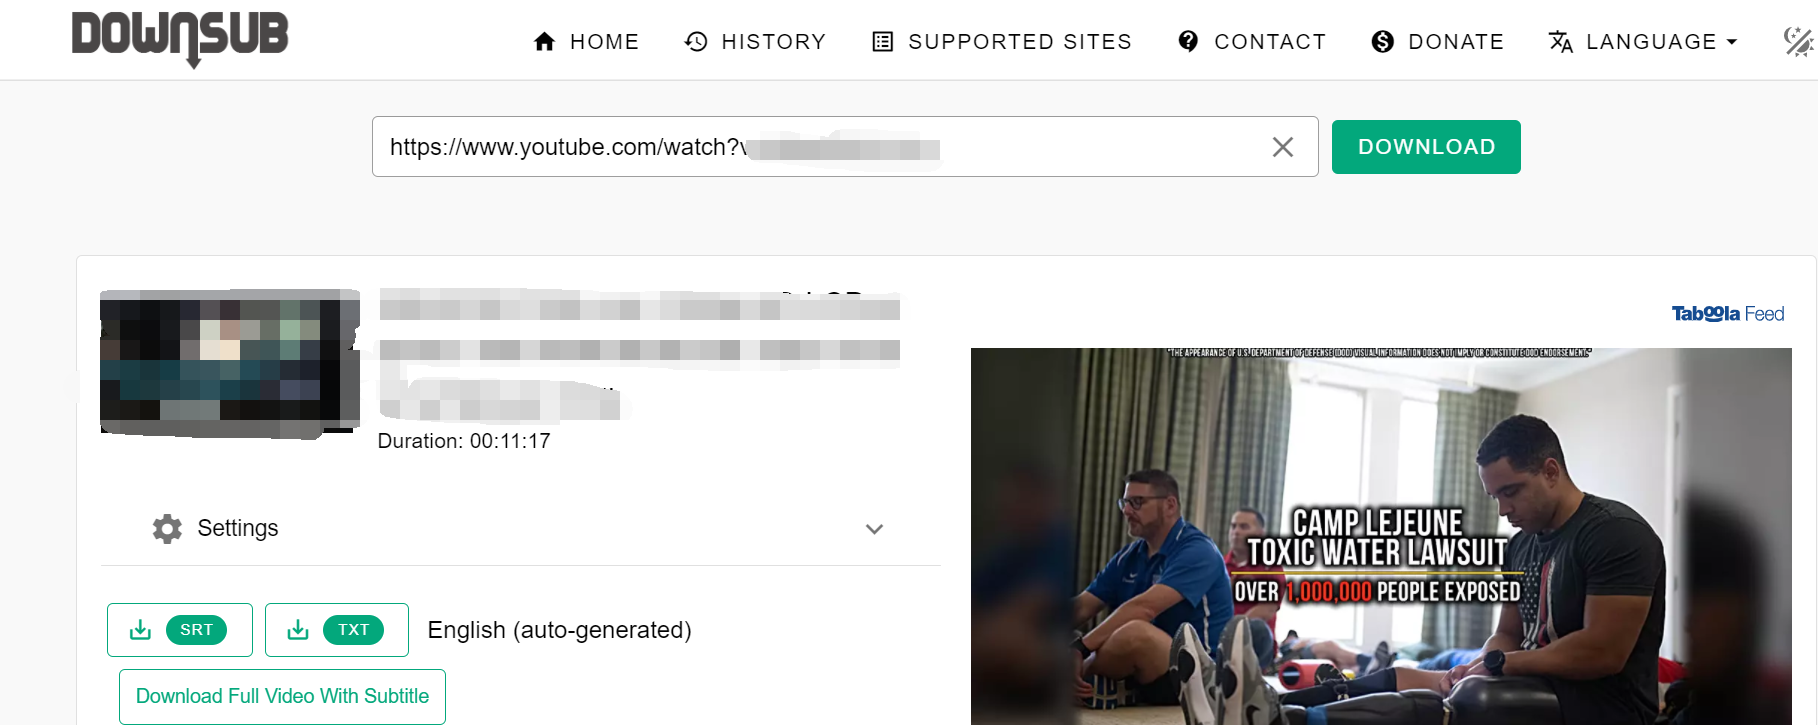 DOWNSUB
HOME
HISTORY
SUPPORTED SITES
CONTACT
DONATE
LANGUAGE
https://www.youtube.com/watch?v
DOWNLOAD
Duration: 00:11:17
Taboola Feed
"THE APPEARANCE OF U.S. DEPARTMENT OF DEFENSE (DOD) VISUAL INFORMATION DOES NOT IMPLY OR CONSTITUTE DOD ENDORSEMENT."
CAMP LEJEUNE
TOXIC WATER LAWSUIT
OVER 1,000,000 PEOPLE EXPOSED
Settings
SRT
TXT
English (auto-generated)
Download Full Video With Subtitle